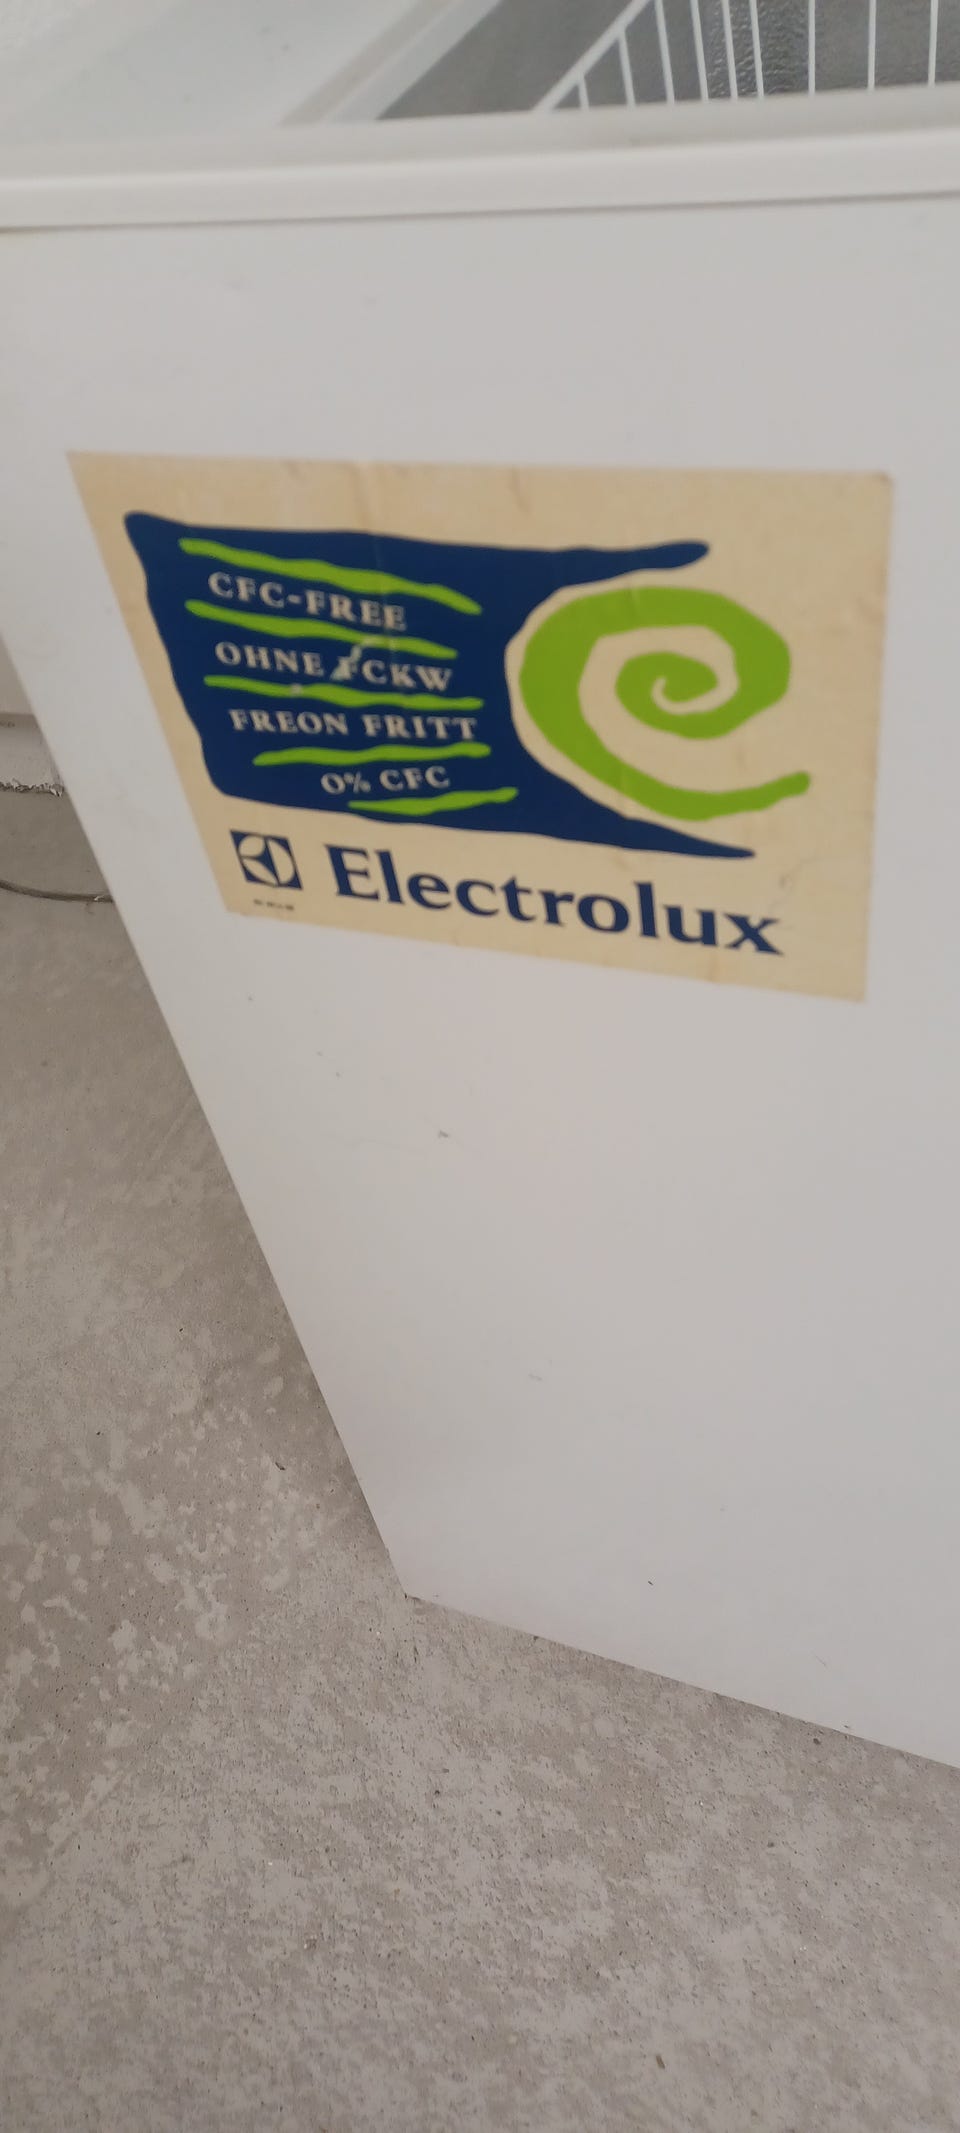 CFC-FREE
OHNE FCKW
FREON FRITT
0% CFC
Electrolux